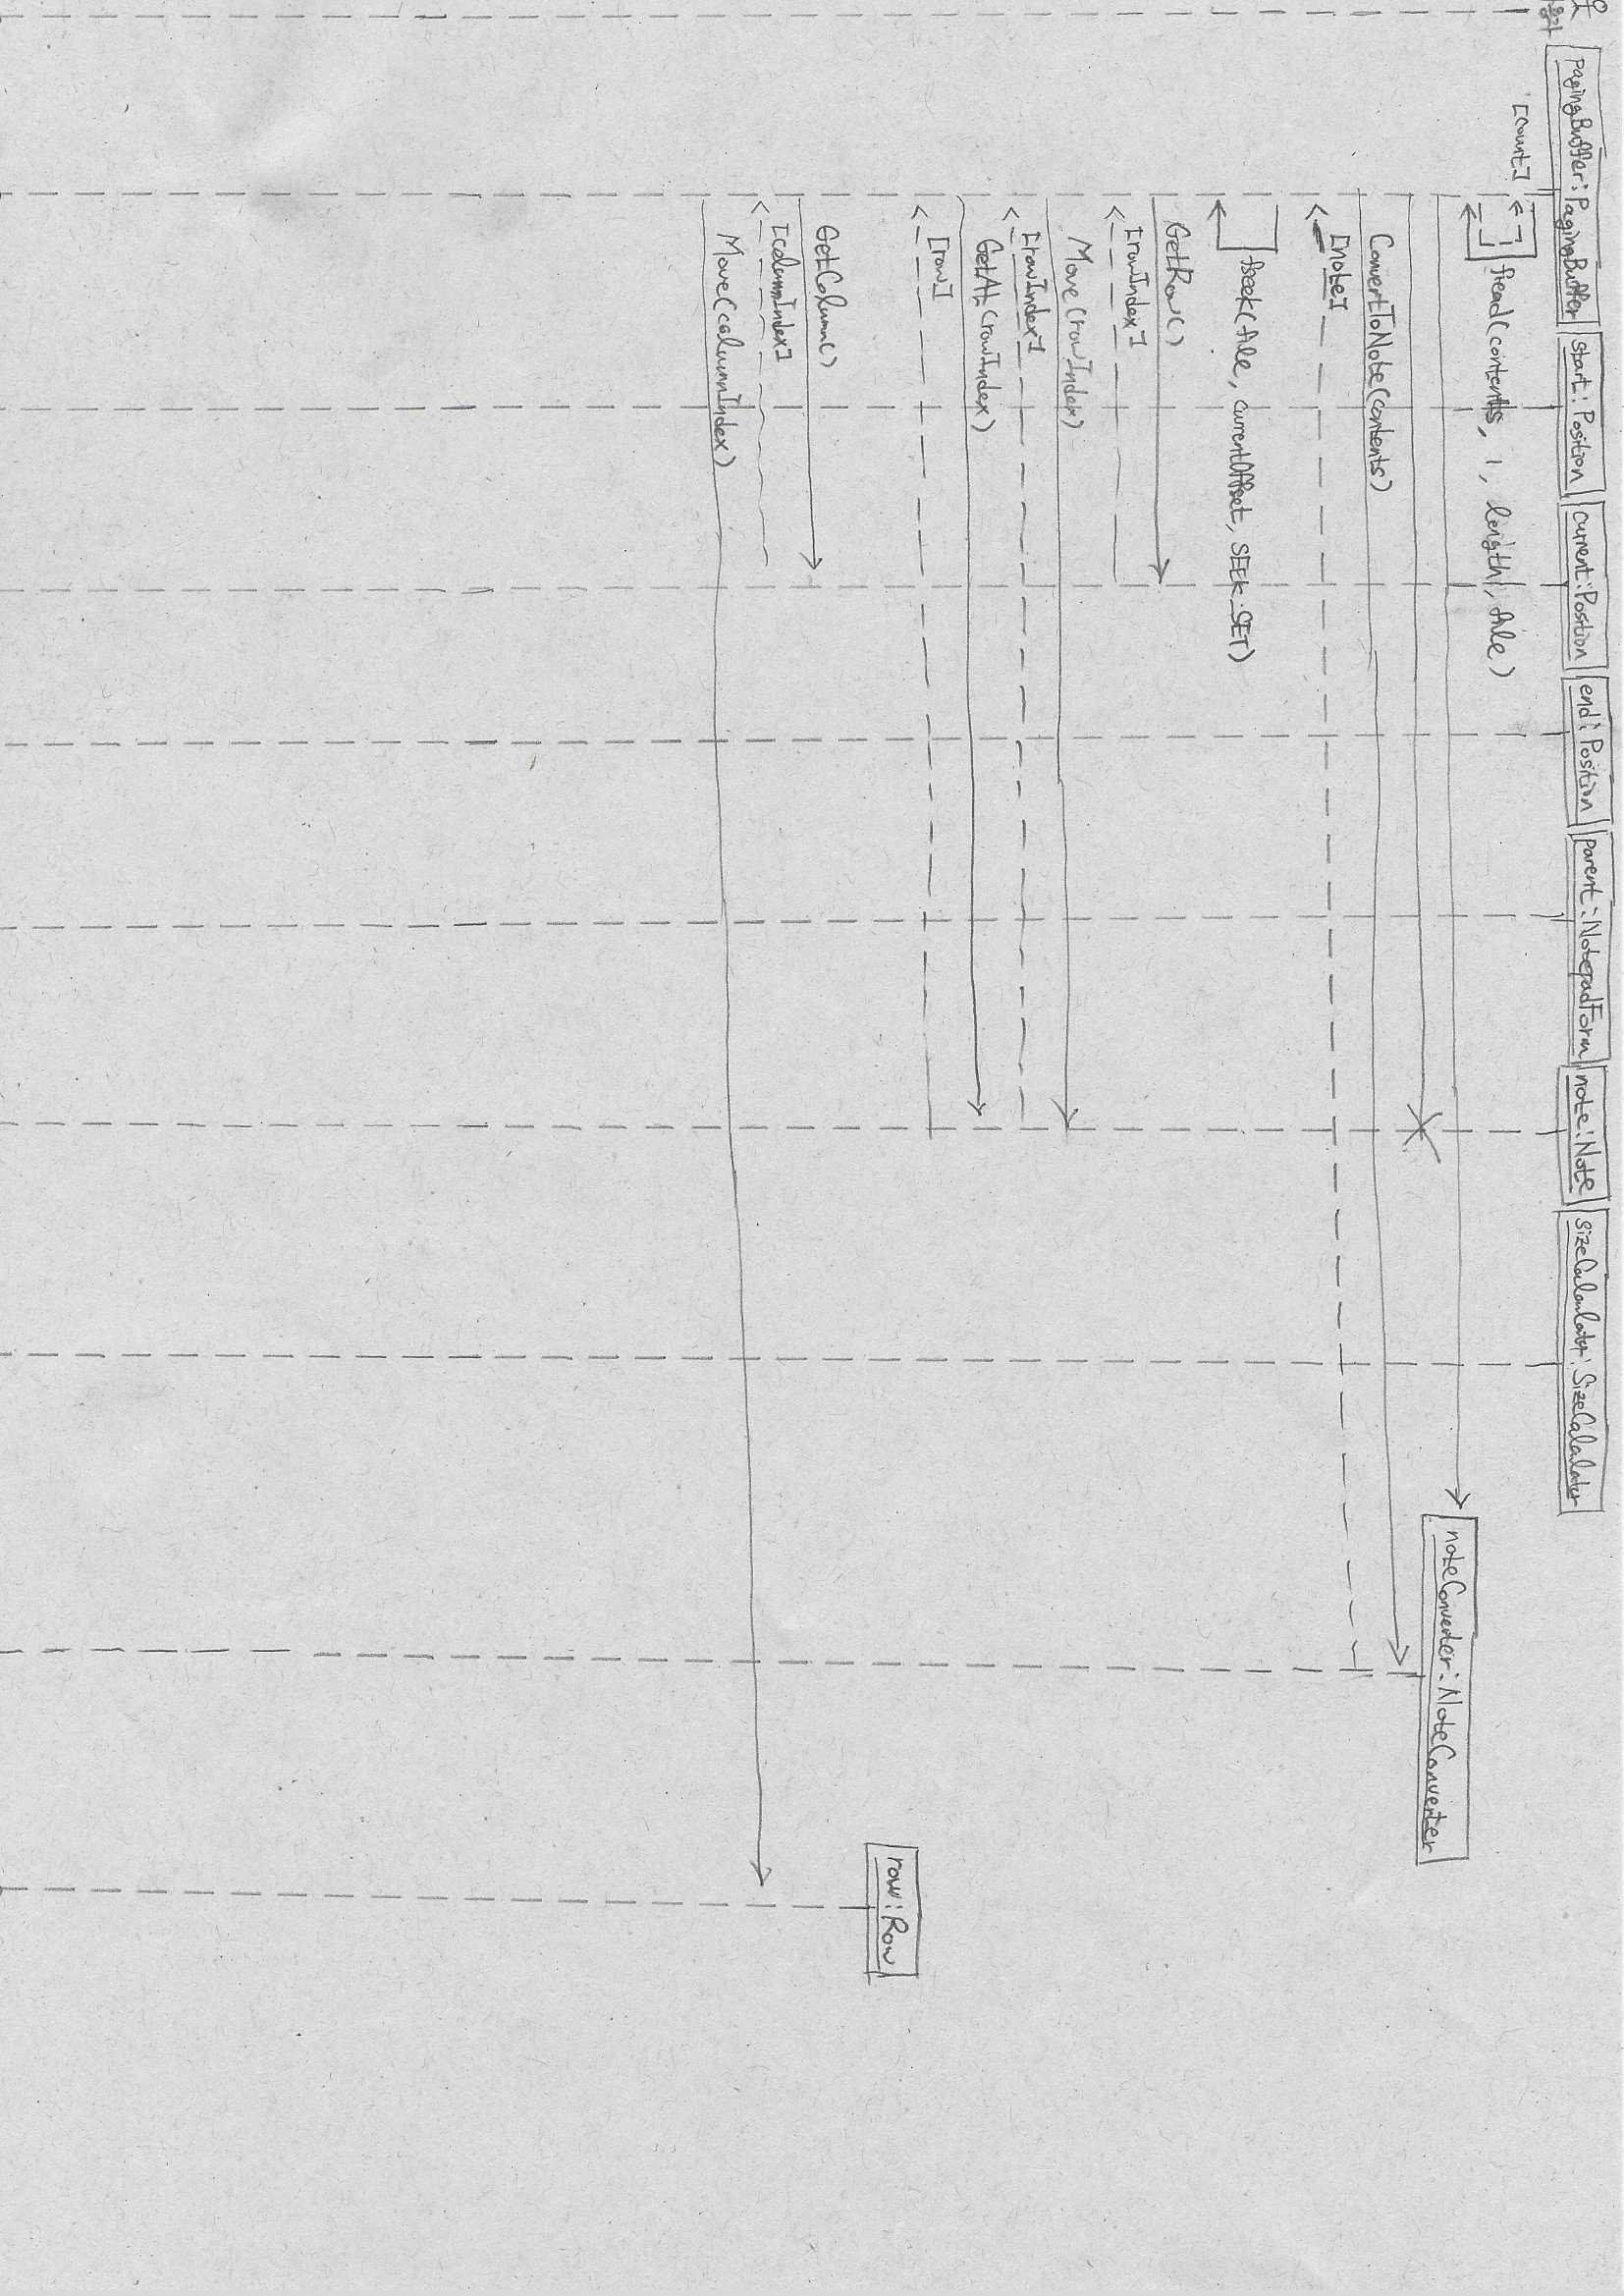 pagingBuffer:PagingBuffer
start:Position
current:Position
end:Position
parent:NotepadForm
note:Note
sizeCalculator:SizeCalculator
[count]
fread(contents, 1, length, file)
noteConverter:NoteConverter
ConvertToNote(contents)
[note]
fseek(file, currentOffset, SEEK_SET)
GetRow()
[rowIndex]
Move(rowIndex)
[rowIndex]
GetAt(rowIndex)
[row]
row:Row
GetColumn()
[columnIndex]
Move(columnIndex)